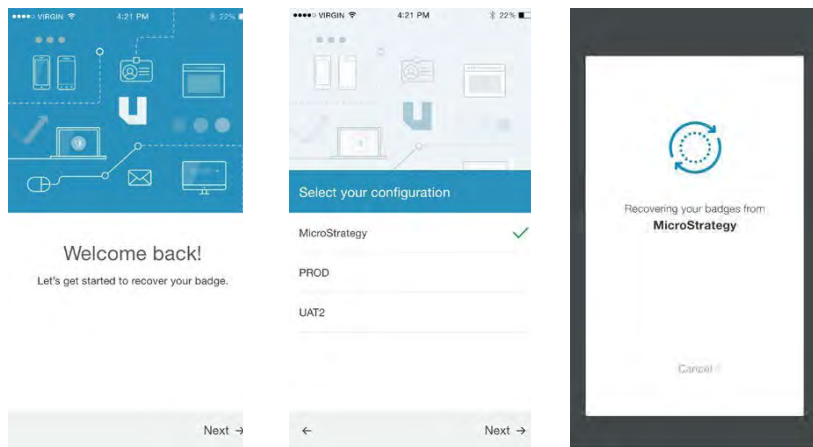 VIRGIN 4:21 PM 22%
Welcome back!
Let's get started to recover your badge.
Next →
VIRGIN 4:21 PM 22%
Select your configuration
MicroStrategy
PROD
UAT2
← Next →
Recovering your badges from
MicroStrategy
Cancel